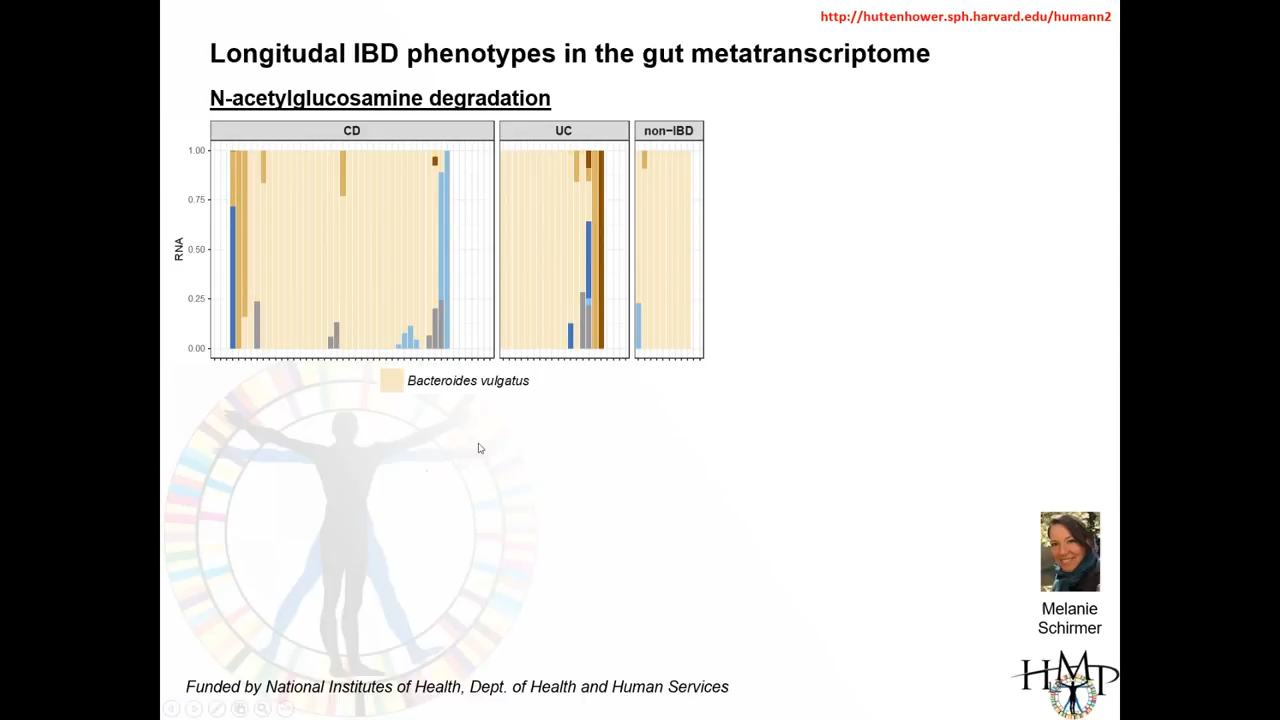 http://huttenhower.sph.harvard.edu/humann2
Longitudal IBD phenotypes in the gut metatranscriptome
N-acetylglucosamine degradation
CD
UC
non-IBD
1.00
0.75
0.50
0.25
0.00
RNA
Bacteroides vulgatus
Melanie
Schirmer
HMP
Funded by National Institutes of Health, Dept. of Health and Human Services